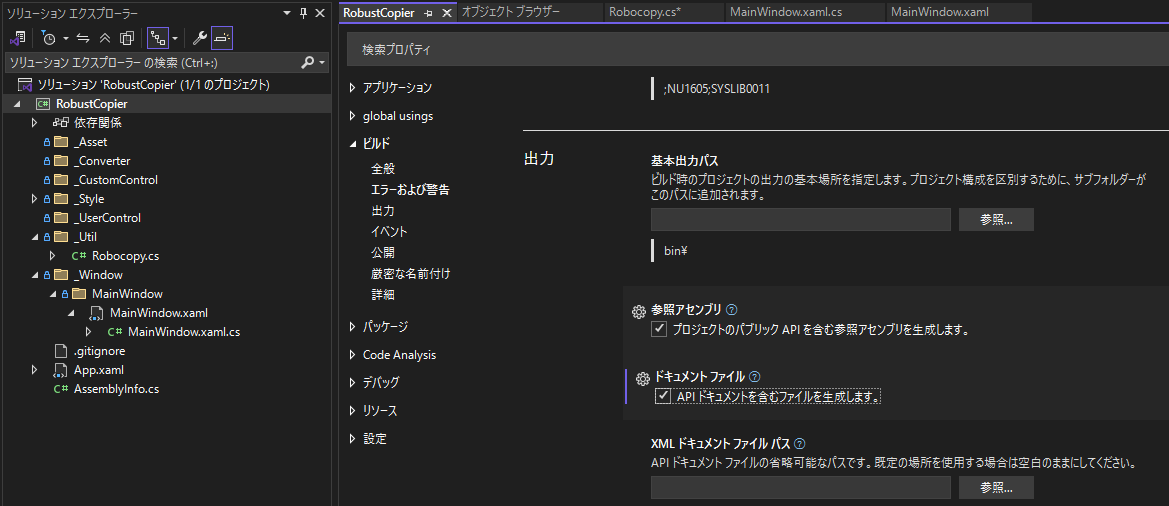 ソリューション エクスプローラー
ソリューション エクスプローラー の検索 (Ctrl+;)
ソリューション 'RobustCopier' (1/1 のプロジェクト)
RobustCopier
依存関係
_Asset
_Converter
_CustomControl
_Style
_UserControl
_Util
Robocopy.cs
_Window
MainWindow
MainWindow.xaml
MainWindow.xaml.cs
.gitignore
App.xaml
AssemblyInfo.cs
RobustCopier
オブジェクト ブラウザー
Robocopy.cs*
MainWindow.xaml.cs
MainWindow.xaml
検索プロパティ
アプリケーション
global usings
ビルド
全般
エラーおよび警告
出力
イベント
公開
厳密な名前付け
詳細
パッケージ
Code Analysis
デバッグ
リソース
設定
;NU1605;SYSLIB0011
出力
基本出力パス
ビルド時のプロジェクトの出力の基本場所を指定します。プロジェクト構成を区別するために、サブフォルダーが
このパスに追加されます。
参照...
bin¥
参照アセンブリ
プロジェクトのパブリック API を含む参照アセンブリを生成します。
ドキュメント ファイル
API ドキュメントを含むファイルを生成します。
XML ドキュメント ファイル パス
API ドキュメント ファイルの省略可能なパスです。既定の場所を使用する場合は空白のままにしてください。
参照...